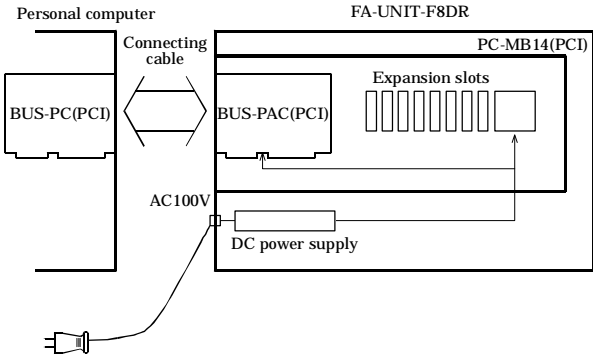 Personal computer
FA-UNIT-F8DR
Connecting
cable
PC-MB14(PCI)
Expansion slots
BUS-PC(PCI)
BUS-PAC(PCI)
AC100V
DC power supply